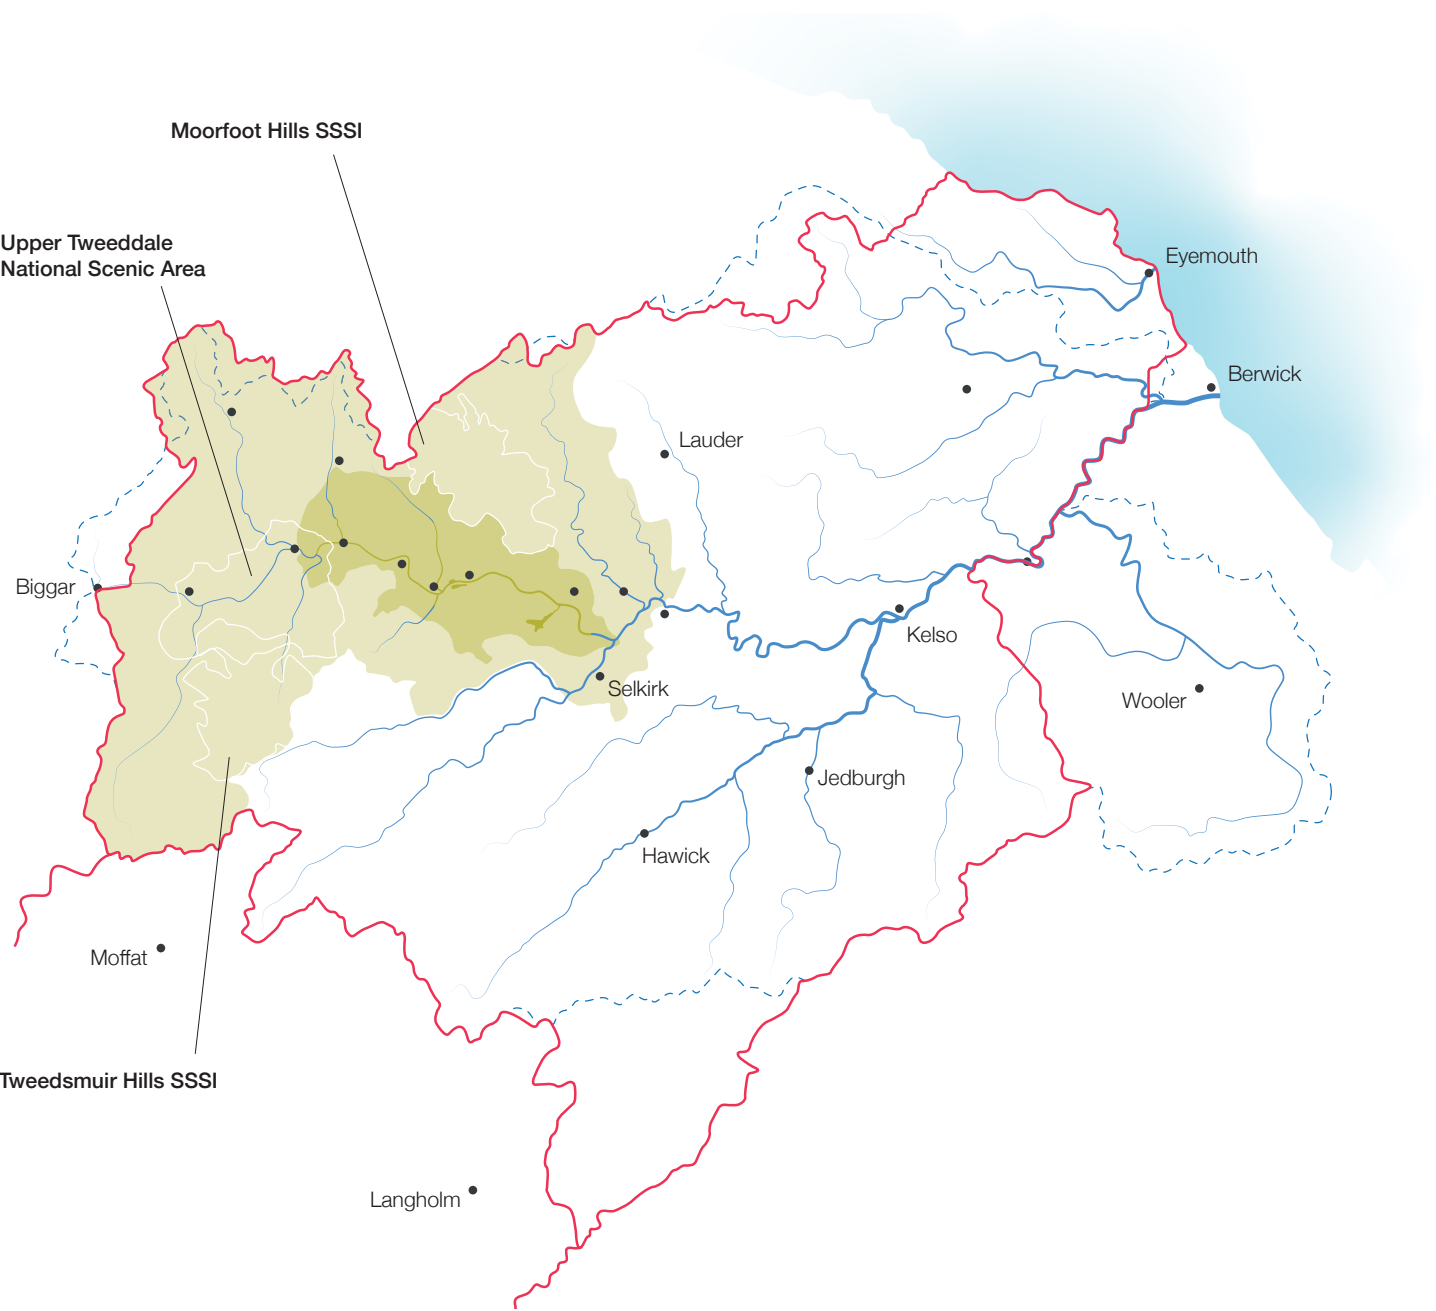 Moorfoot Hills SSSI
Upper Tweeddale
National Scenic Area
Eyemouth
Berwick
Lauder
Biggar
Kelso
Selkirk
Wooler
Jedburgh
Hawick
Moffat
Tweedsmuir Hills SSSI
Langholm